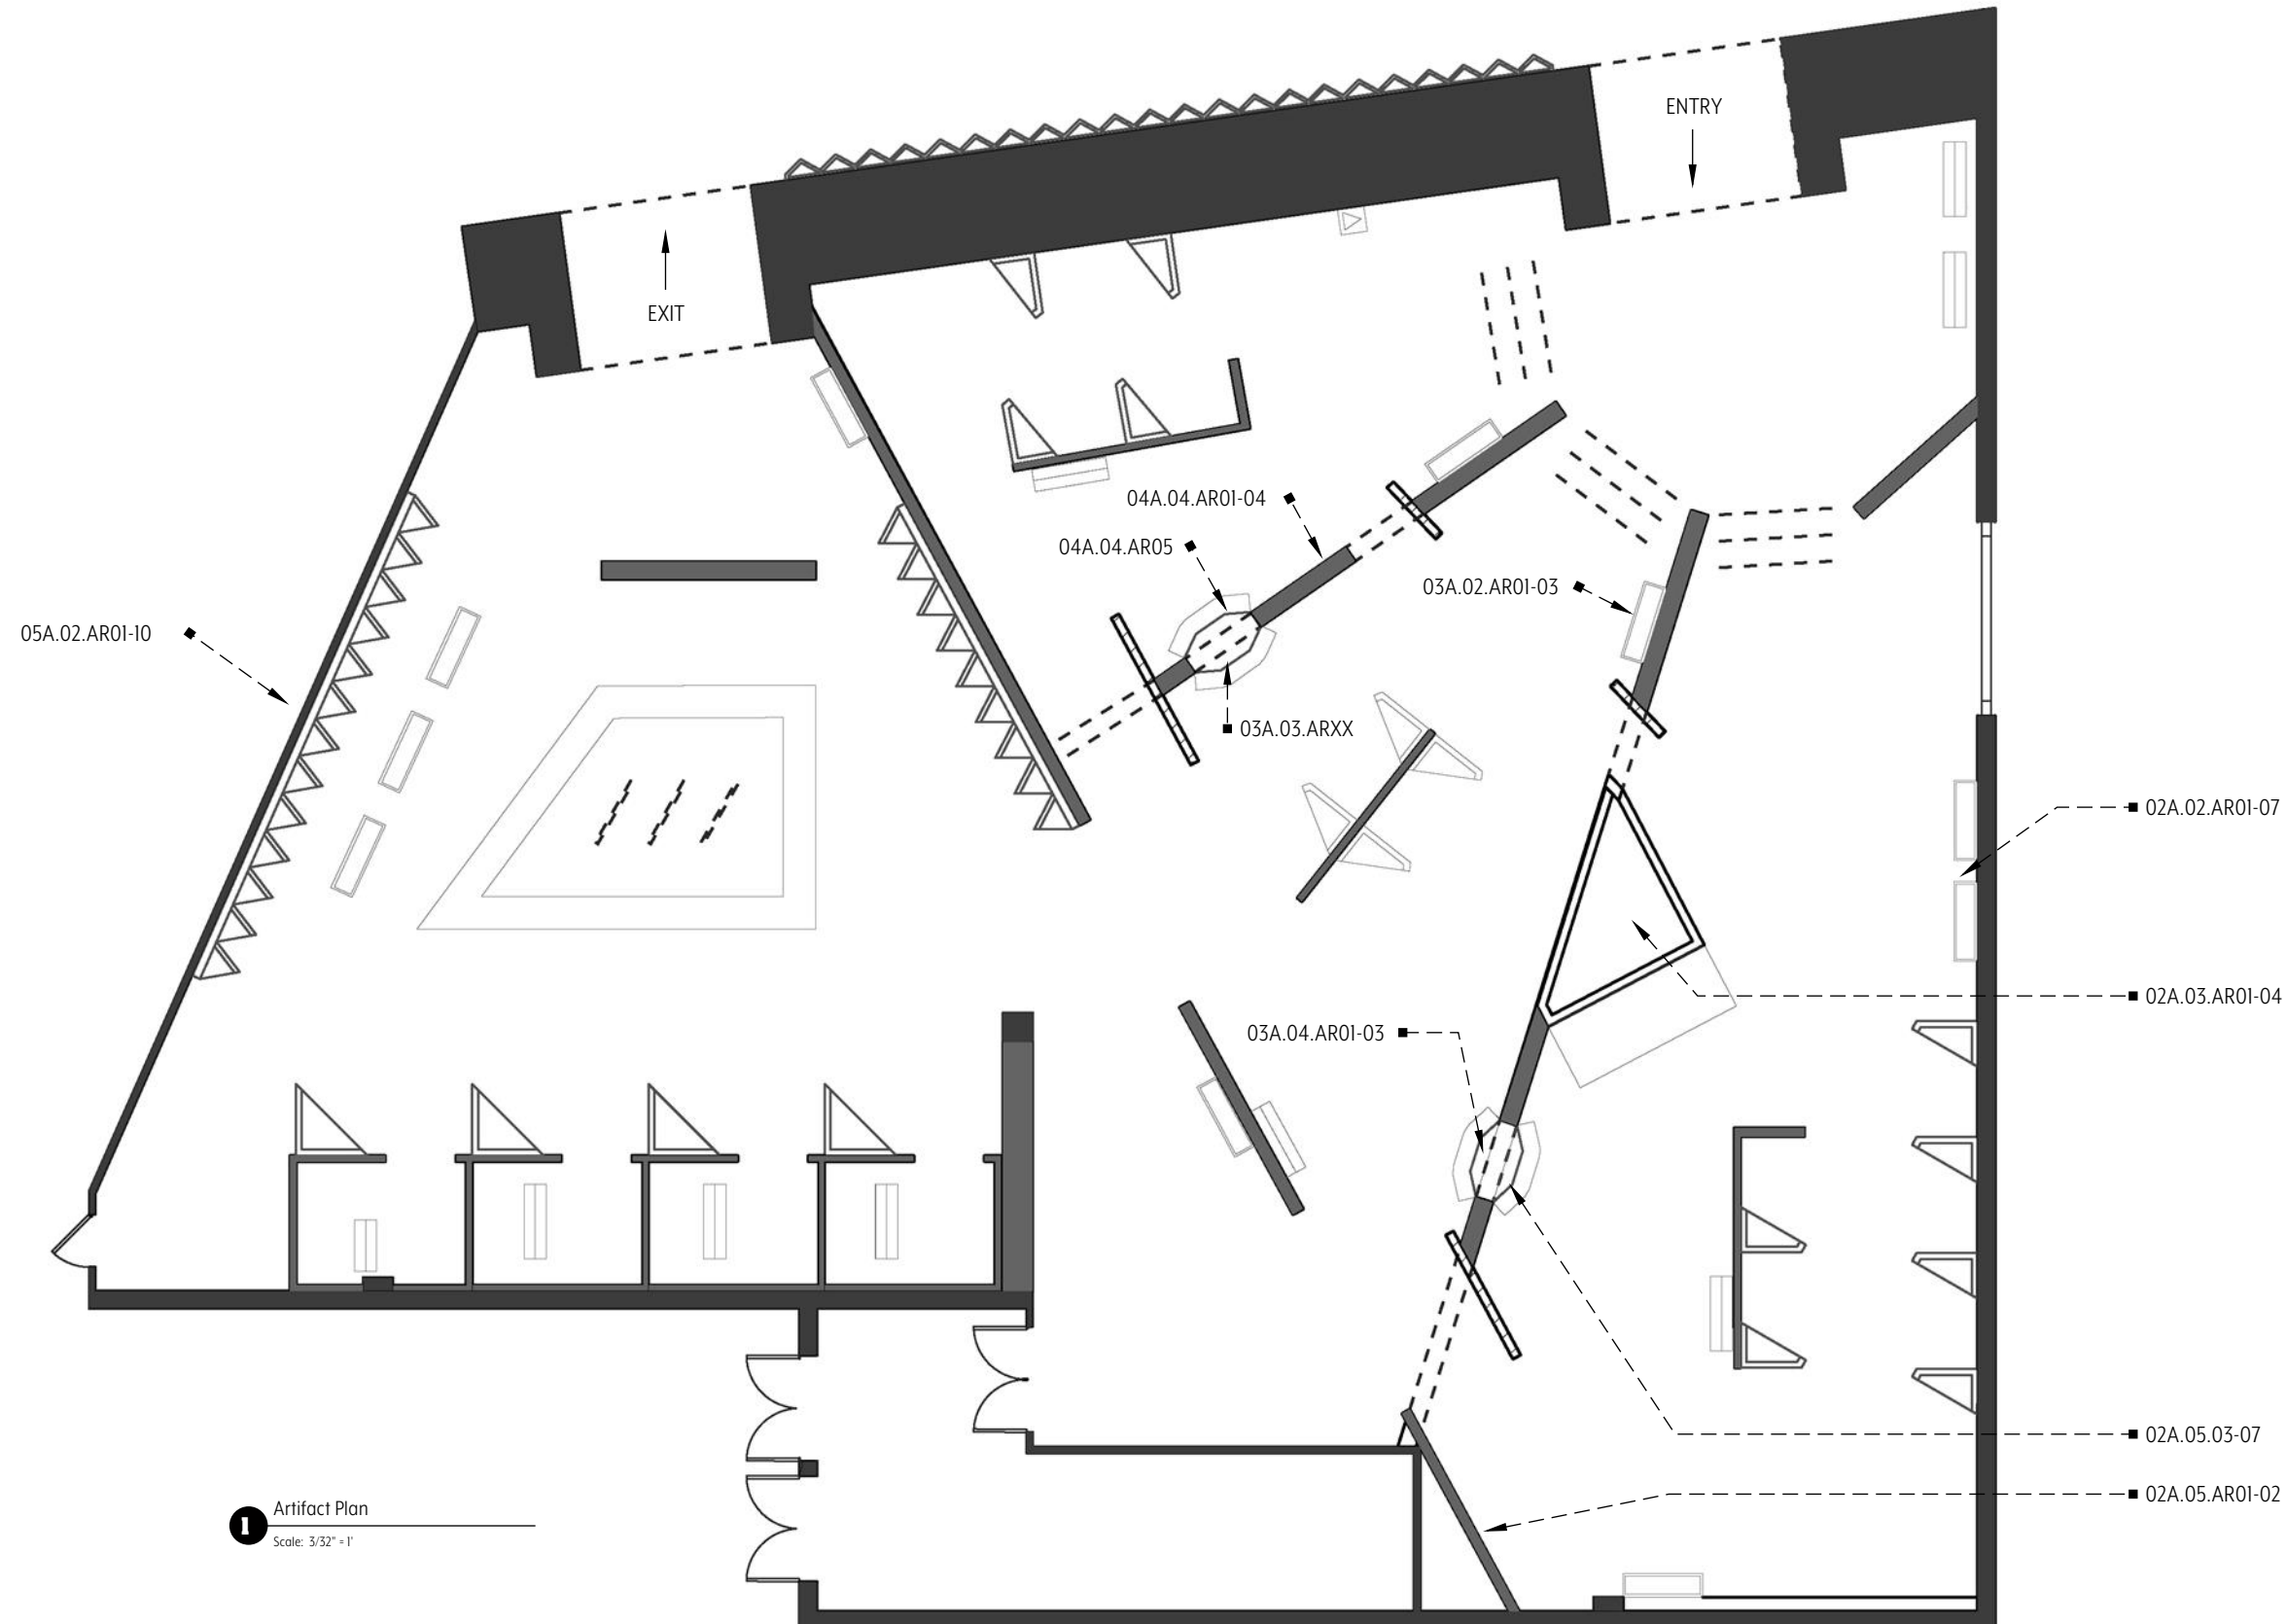 ENTRY
EXIT
04A.04.AR01-04
04A.04.AR05
03A.02.AR01-03
05A.02.AR01-10
03A.03.ARXX
02A.02.AR01-07
02A.03.AR01-04
03A.04.AR01-03
02A.05.03-07
02A.05.AR01-02
1
Artifact Plan
Scale: 3/32" = 1'